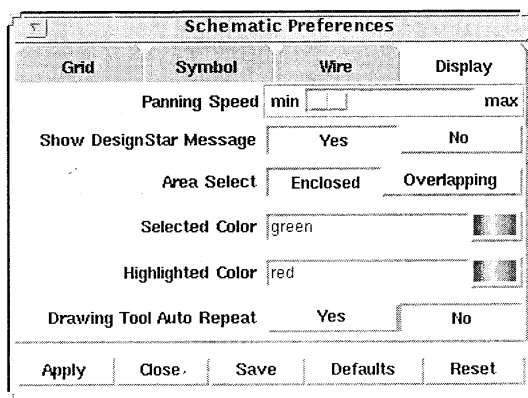 Schematic Preferences
Grid Symbol Wire Display
Panning Speed min max
Show DesignStar Message Yes No
Area Select Enclosed Overlapping
Selected Color green
Highlighted Color red
Drawing Tool Auto Repeat Yes No
Apply Close Save Defaults Reset